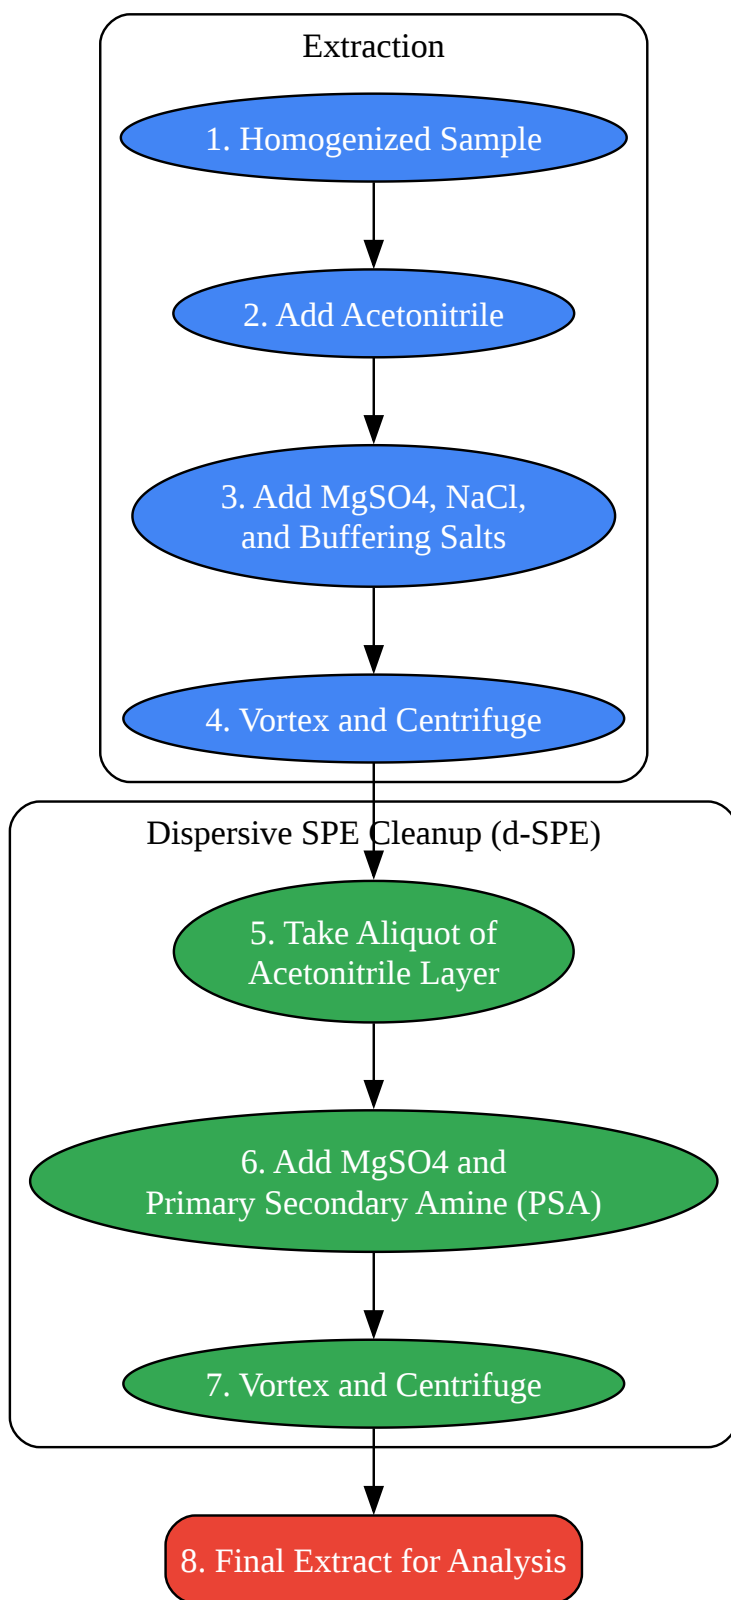 Extraction
1. Homogenized Sample
2. Add Acetonitrile
3. Add MgSO4, NaCl,
and Buffering Salts
4. Vortex and Centrifuge
Dispersive SPE Cleanup (d-SPE)
5. Take Aliquot of
Acetonitrile Layer
6. Add MgSO4 and
Primary Secondary Amine (PSA)
7. Vortex and Centrifuge
8. Final Extract for Analysis